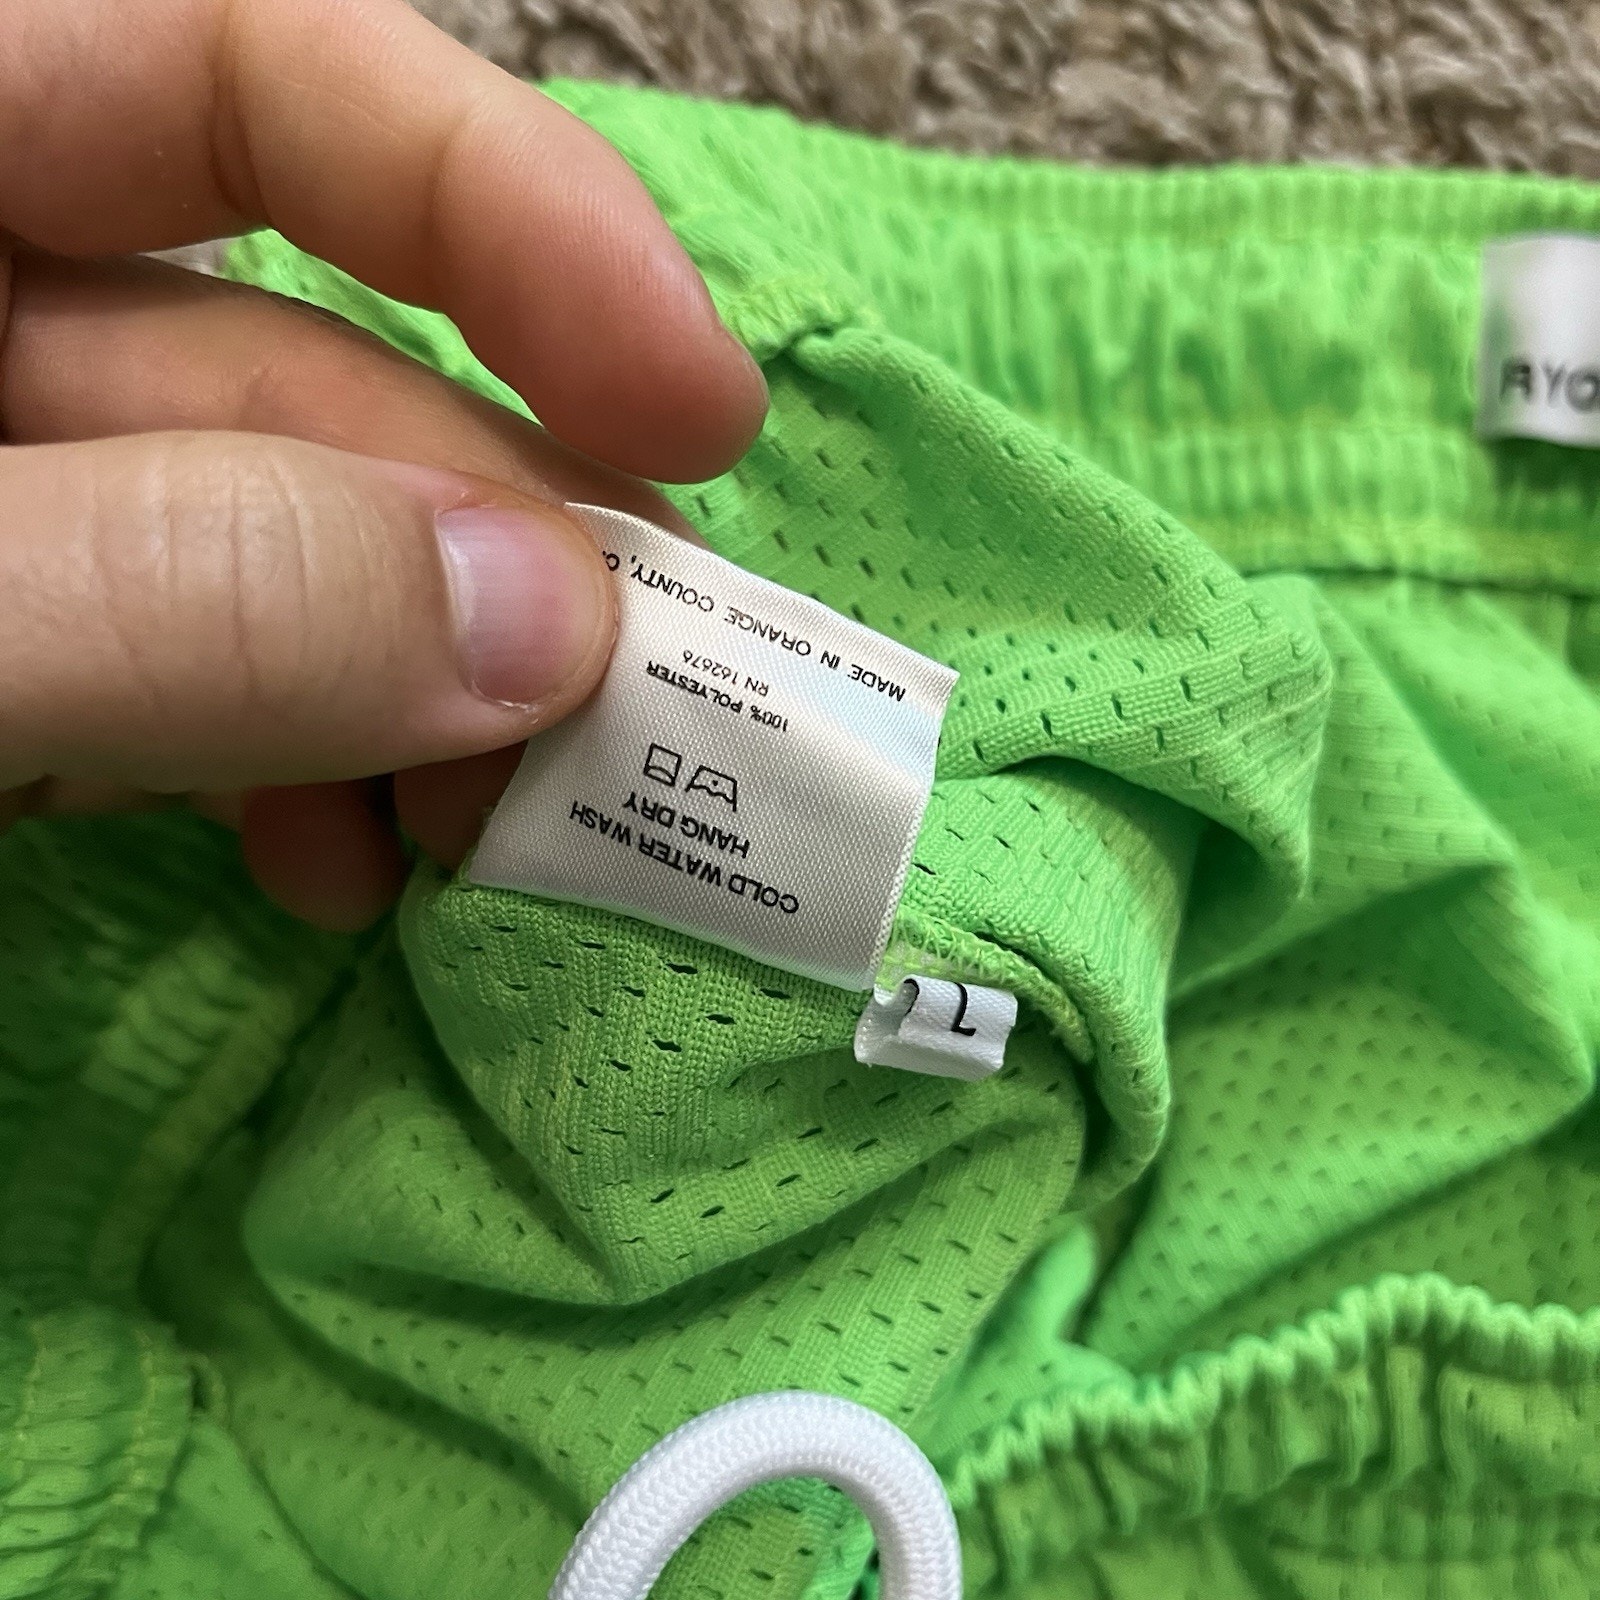 COLD WATER WASH
HANG DRY
100% POLYESTER
RN 162676
MADE IN ORANGE COUNTY,
L